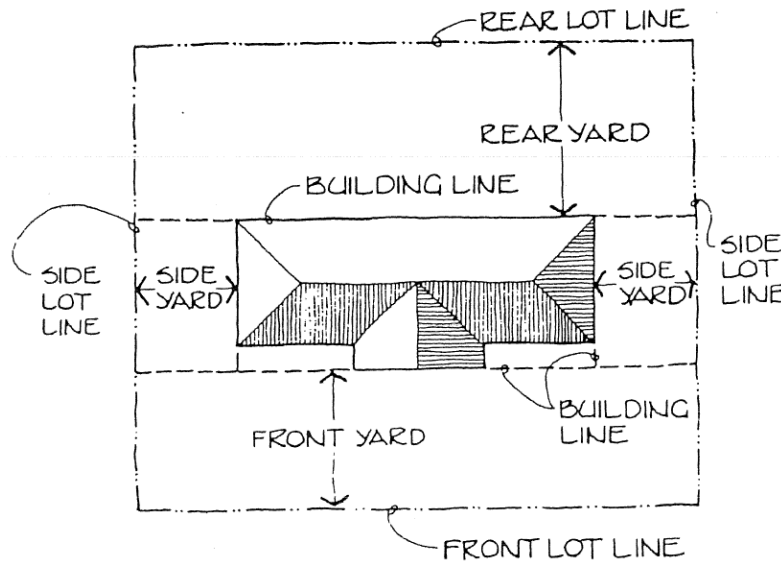 REAR LOT LINE
REAR YARD
BUILDING LINE
SIDE
LOT
LINE
SIDE
YARD
SIDE
YARD
SIDE
LOT
LINE
BUILDING
LINE
FRONT YARD
FRONT LOT LINE